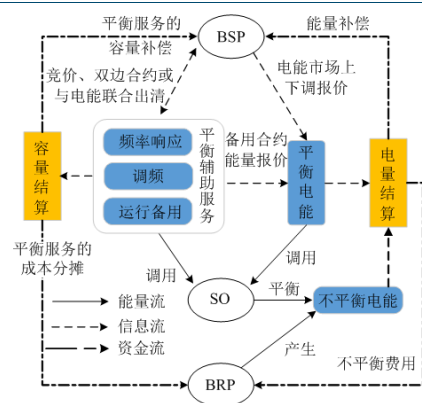 平衡服务的
容量补偿
BSP
能量补偿
竞价、双边合约或
与电能联合出清
电能市场上
下调报价
容量结算
频率响应
调频
运行备用
平衡辅助服务
备用合约
能量报价
平衡电能
电量结算
平衡服务的
成本分摊
调用
调用
SO
平衡
不平衡电能
能量流
信息流
资金流
产生
不平衡费用
BRP